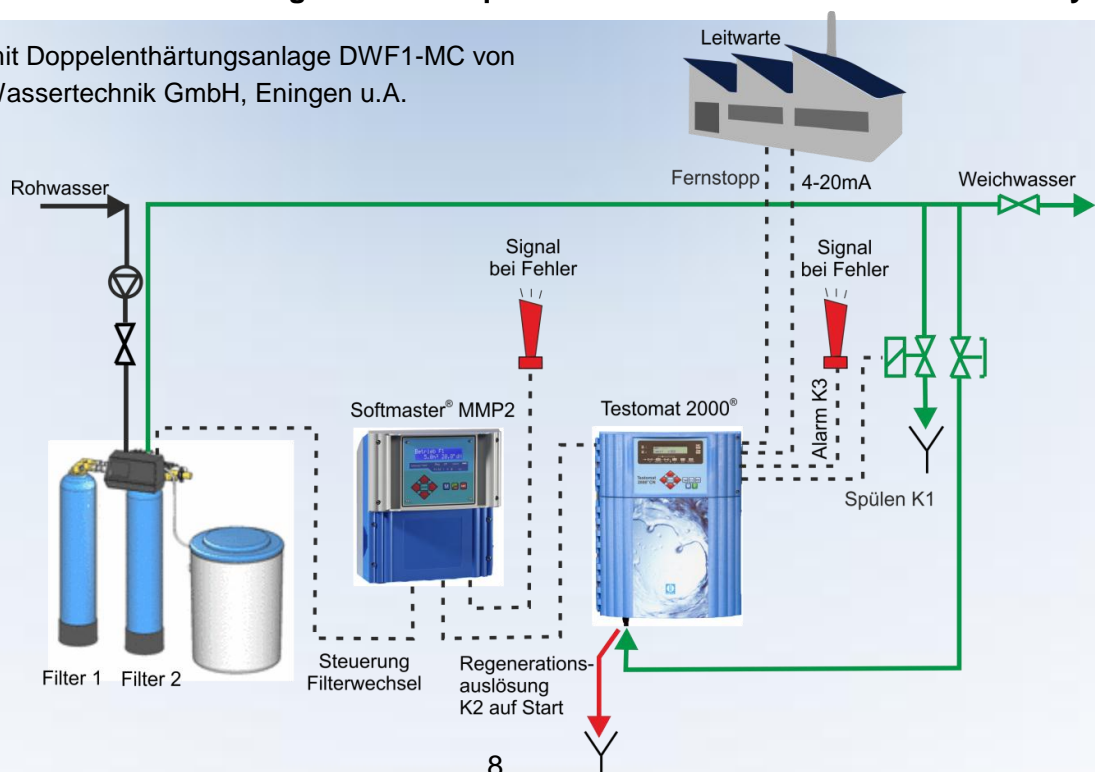 mit Doppelenthärtungsanlage DWF1-MC von
Wassertechnik GmbH, Eningen u.A.
Leitwarte
Rohwasser
Fernstopp
4-20mA
Weichwasser
Signal
bei Fehler
Signal
bei Fehler
Softmaster® MMP2
Testomat 2000®
Alarm K3
Spülen K1
Filter 1
Filter 2
Steuerung
Filterwechsel
Regenerations-
auslösung
K2 auf Start
8